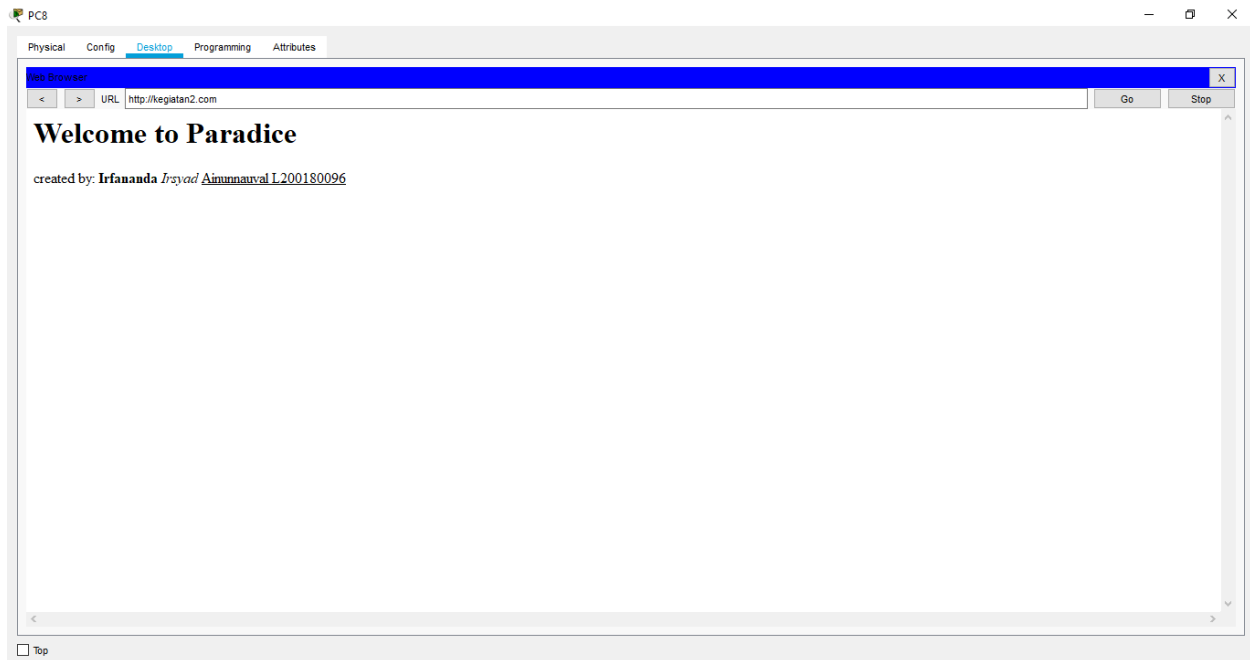 PC8
Physical Config Desktop Programming Attributes
Web Browser X
< > URL http://kegiatan2.com Go Stop
Welcome to Paradice
created by: Irfananda Irsyad Ainunnauval L200180096
Top